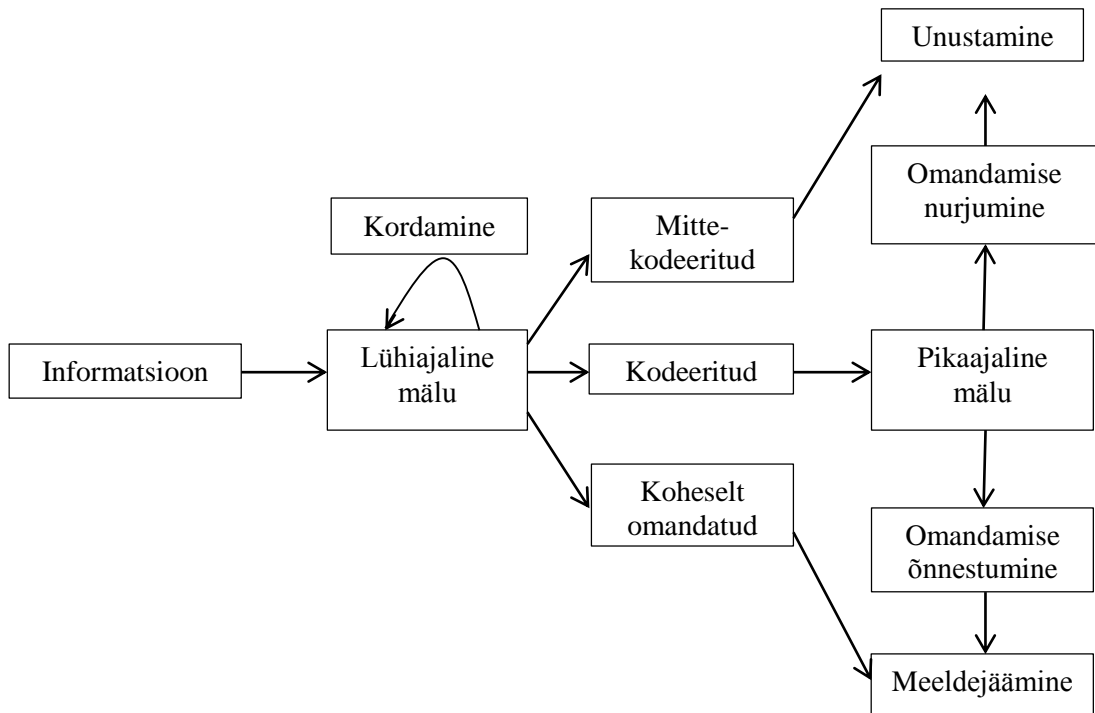 Unustamine
Omandamise
nurjumine
Kordamine
Mitte-
kodeeritud
Informatsioon
Lühiajaline
mälu
Kodeeritud
Pikaajaline
mälu
Koheselt
omandatud
Omandamise
õnnestumine
Meeldejäämine